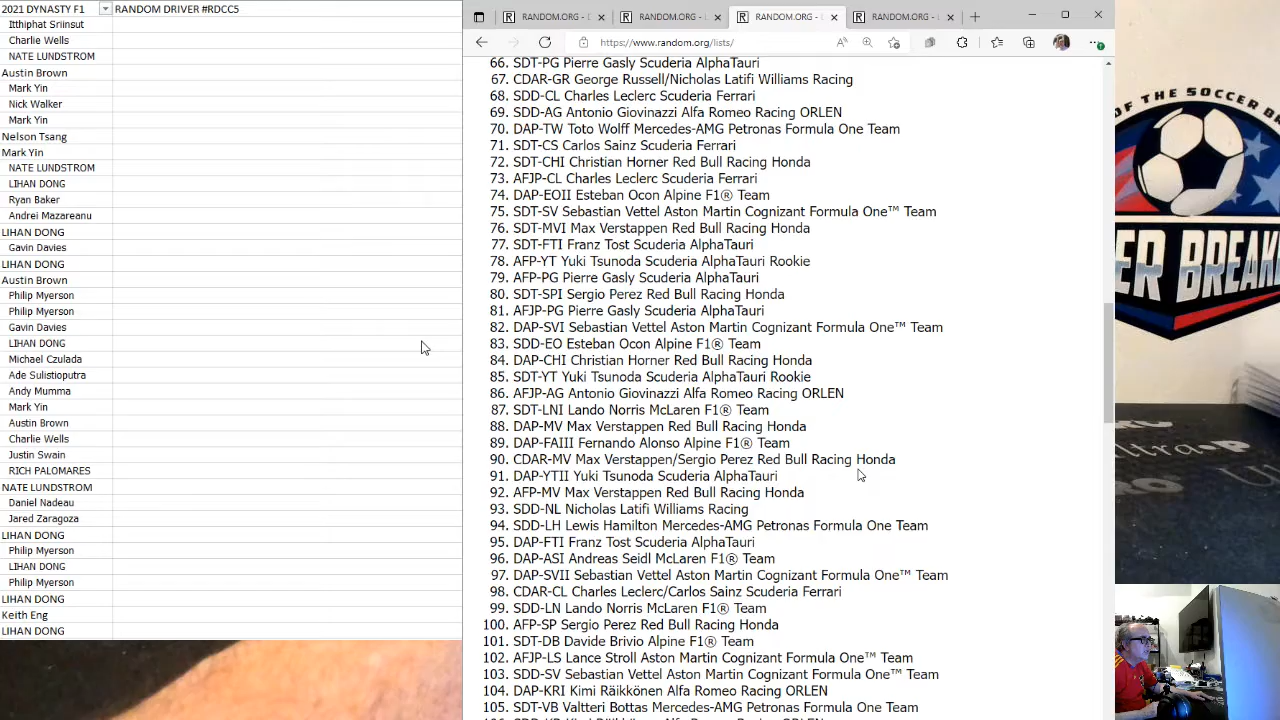 2021 DYNASTY F1
RANDOM DRIVER #RDCC5
Itthiphat Sriinsut
Charlie Wells
NATE LUNDSTROM
Austin Brown
Mark Yin
Nick Walker
Mark Yin
Nelson Tsang
Mark Yin
NATE LUNDSTROM
LIHAN DONG
Ryan Baker
Andrei Mazareanu
LIHAN DONG
Gavin Davies
LIHAN DONG
Austin Brown
Philip Myerson
Philip Myerson
Gavin Davies
LIHAN DONG
Michael Czulada
Ade Sulistioputra
Andy Mumma
Mark Yin
Austin Brown
Charlie Wells
Justin Swain
RICH PALOMARES
NATE LUNDSTROM
Daniel Nadeau
Jared Zaragoza
LIHAN DONG
Philip Myerson
LIHAN DONG
Philip Myerson
LIHAN DONG
Keith Eng
LIHAN DONG
RANDOM.ORG -
RANDOM.ORG -
RANDOM.ORG -
RANDOM.ORG -
https://www.random.org/lists/
66. SDT-PG Pierre Gasly Scuderia AlphaTauri
67. CDAR-GR George Russell/Nicholas Latifi Williams Racing
68. SDD-CL Charles Leclerc Scuderia Ferrari
69. SDD-AG Antonio Giovinazzi Alfa Romeo Racing ORLEN
70. DAP-TW Toto Wolff Mercedes-AMG Petronas Formula One Team
71. SDT-CS Carlos Sainz Scuderia Ferrari
72. SDT-CHI Christian Horner Red Bull Racing Honda
73. AFJP-CL Charles Leclerc Scuderia Ferrari
74. DAP-EOII Esteban Ocon Alpine F1® Team
75. SDT-SV Sebastian Vettel Aston Martin Cognizant Formula One™ Team
76. SDT-MVI Max Verstappen Red Bull Racing Honda
77. SDT-FTI Franz Tost Scuderia AlphaTauri
78. AFP-YT Yuki Tsunoda Scuderia AlphaTauri Rookie
79. AFP-PG Pierre Gasly Scuderia AlphaTauri
80. SDT-SPI Sergio Perez Red Bull Racing Honda
81. AFJP-PG Pierre Gasly Scuderia AlphaTauri
82. DAP-SVI Sebastian Vettel Aston Martin Cognizant Formula One™ Team
83. SDD-EO Esteban Ocon Alpine F1® Team
84. DAP-CHI Christian Horner Red Bull Racing Honda
85. SDT-YT Yuki Tsunoda Scuderia AlphaTauri Rookie
86. AFJP-AG Antonio Giovinazzi Alfa Romeo Racing ORLEN
87. SDT-LNI Lando Norris McLaren F1® Team
88. DAP-MV Max Verstappen Red Bull Racing Honda
89. DAP-FAIII Fernando Alonso Alpine F1® Team
90. CDAR-MV Max Verstappen/Sergio Perez Red Bull Racing Honda
91. DAP-YTII Yuki Tsunoda Scuderia AlphaTauri
92. AFP-MV Max Verstappen Red Bull Racing Honda
93. SDD-NL Nicholas Latifi Williams Racing
94. SDD-LH Lewis Hamilton Mercedes-AMG Petronas Formula One Team
95. DAP-FTI Franz Tost Scuderia AlphaTauri
96. DAP-ASI Andreas Seidl McLaren F1® Team
97. DAP-SVII Sebastian Vettel Aston Martin Cognizant Formula One™ Team
98. CDAR-CL Charles Leclerc/Carlos Sainz Scuderia Ferrari
99. SDD-LN Lando Norris McLaren F1® Team
100. AFP-SP Sergio Perez Red Bull Racing Honda
101. SDT-DB Davide Brivio Alpine F1® Team
102. AFJP-LS Lance Stroll Aston Martin Cognizant Formula One™ Team
103. SDD-SV Sebastian Vettel Aston Martin Cognizant Formula One™ Team
104. DAP-KRI Kimi Räikkönen Alfa Romeo Racing ORLEN
105. SDT-VB Valtteri Bottas Mercedes-AMG Petronas Formula One Team
OF THE SOCCER
ER BREAKE